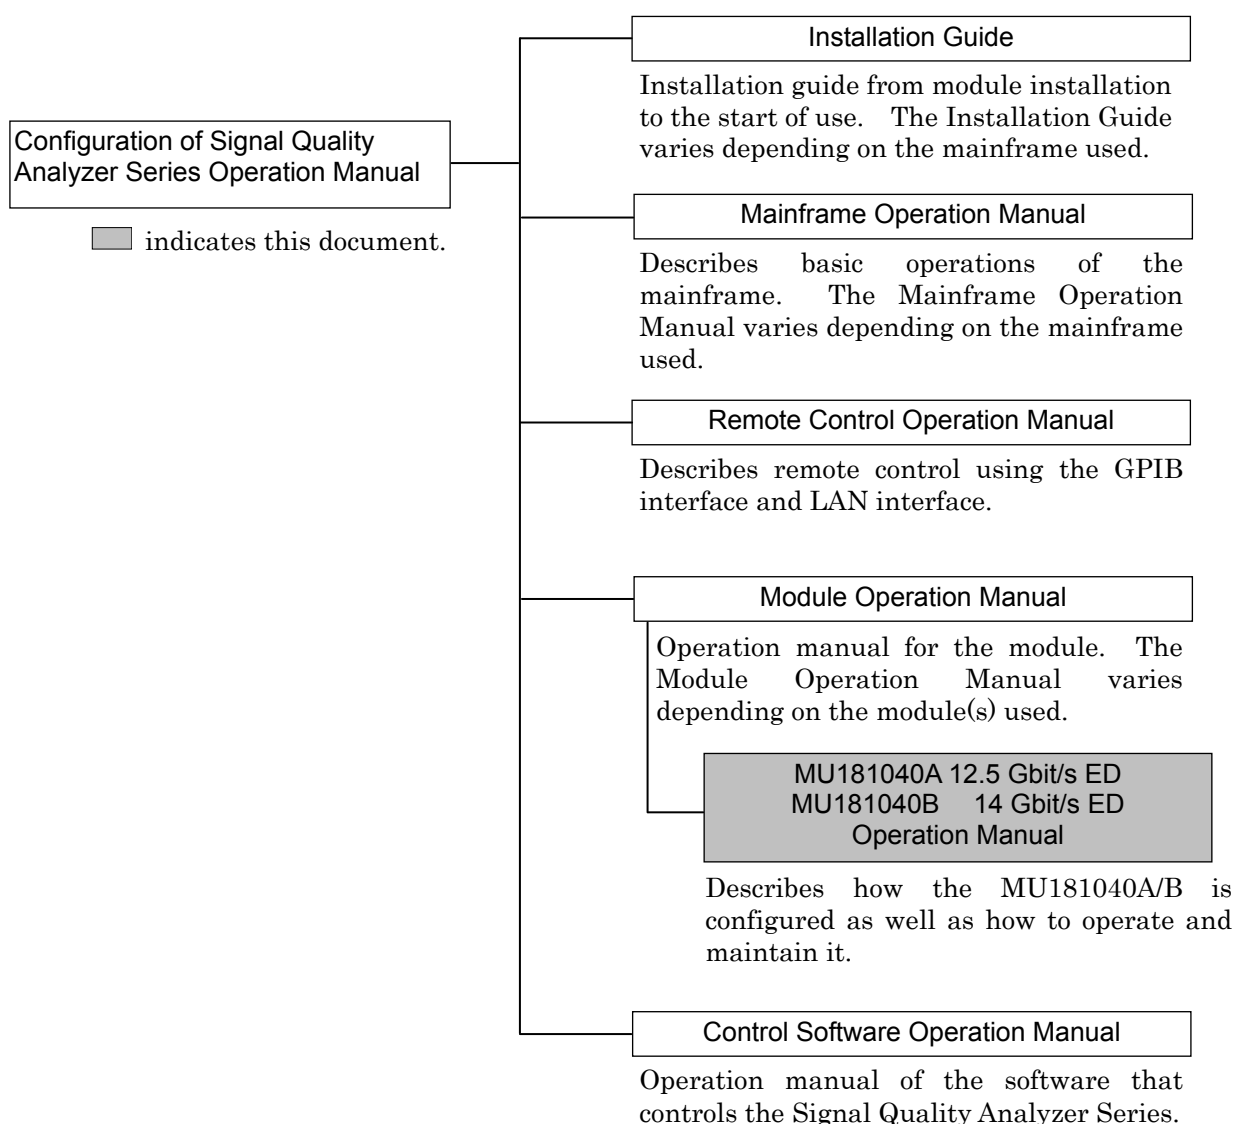 Installation Guide
Installation guide from module installation
to the start of use. The Installation Guide
varies depending on the mainframe used.
Configuration of Signal Quality
Analyzer Series Operation Manual
indicates this document.
Mainframe Operation Manual
Describes basic operations of the
mainframe. The Mainframe Operation
Manual varies depending on the mainframe
used.
Remote Control Operation Manual
Describes remote control using the GPIB
interface and LAN interface.
Module Operation Manual
Operation manual for the module. The
Module Operation Manual varies
depending on the module(s) used.
MU181040A 12.5 Gbit/s ED
MU181040B 14 Gbit/s ED
Operation Manual
Describes how the MU181040A/B is
configured as well as how to operate and
maintain it.
Control Software Operation Manual
Operation manual of the software that
controls the Signal Quality Analyzer Series.